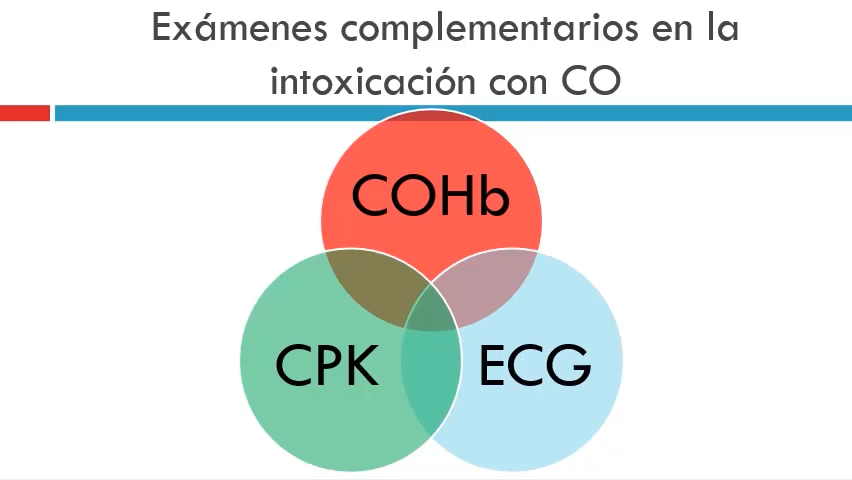 Exámenes complementarios en la
intoxicación con CO
COHb
CPK
ECG